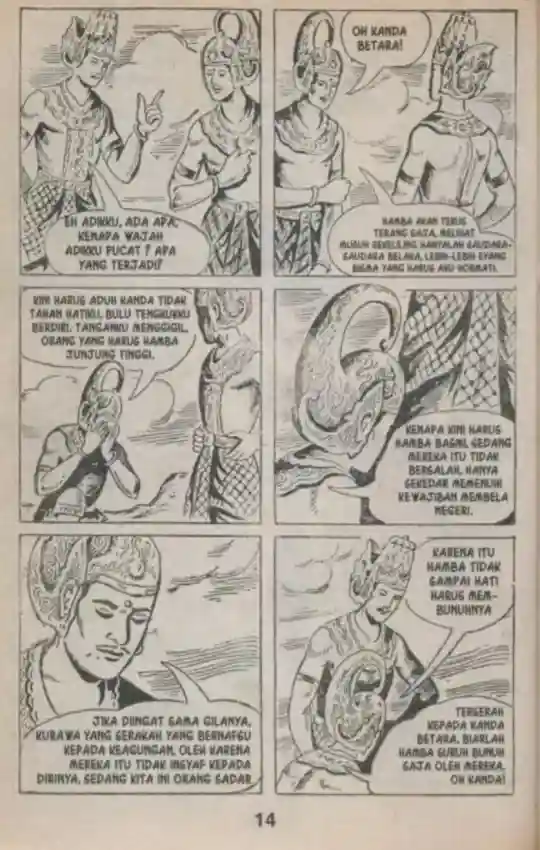 EH ADIKKU, ADA APA,
KENAPA WAJAH
ADIKKU PUCAT ? APA
YANG TERJADI?
OH KANDA
BETARA!
HAMBA AKAN TERUS
TERANG SAJA, MELIHAT
MUSUH SEKELILING HANYALAH SAUDARA-
SAUDARA BELAKA, LEBIH-LEBIH EYANG
BISMA YANG HARUS AKU HORMATI.
KINI HARUS ADUH KANDA TIDAK
TAHAN HATIKU, BULU TENGKUKKU
BERDIRI, TANGANKU MENGGIGIL,
ORANG YANG HARUS HAMBA
JUNJUNG TINGGI.
KENAPA KINI HARUS
HAMBA BASMI, SEDANG
MEREKA ITU TIDAK
BERSALAH, HANYA
SEKEDAR MEMENUHI
KEWAJIBAN MEMBELA
NEGERI.
JIKA DIINGAT SAMA GILANYA,
KURAWA YANG SERAKAH YANG BERNAFSU
KEPADA KEAGUNGAN, OLEH KARENA
MEREKA ITU TIDAK INSYAF KEPADA
DIRINYA, SEDANG KITA INI ORANG SADAR
KARENA ITU
HAMBA TIDAK
SAMPAI HATI
HARUS MEM-
BUNUHNYA
TERSERAH
KEPADA KANDA
BETARA, BIARLAH
HAMBA SURUH BUNUH
SAJA OLEH MEREKA.
OH KANDA!
14